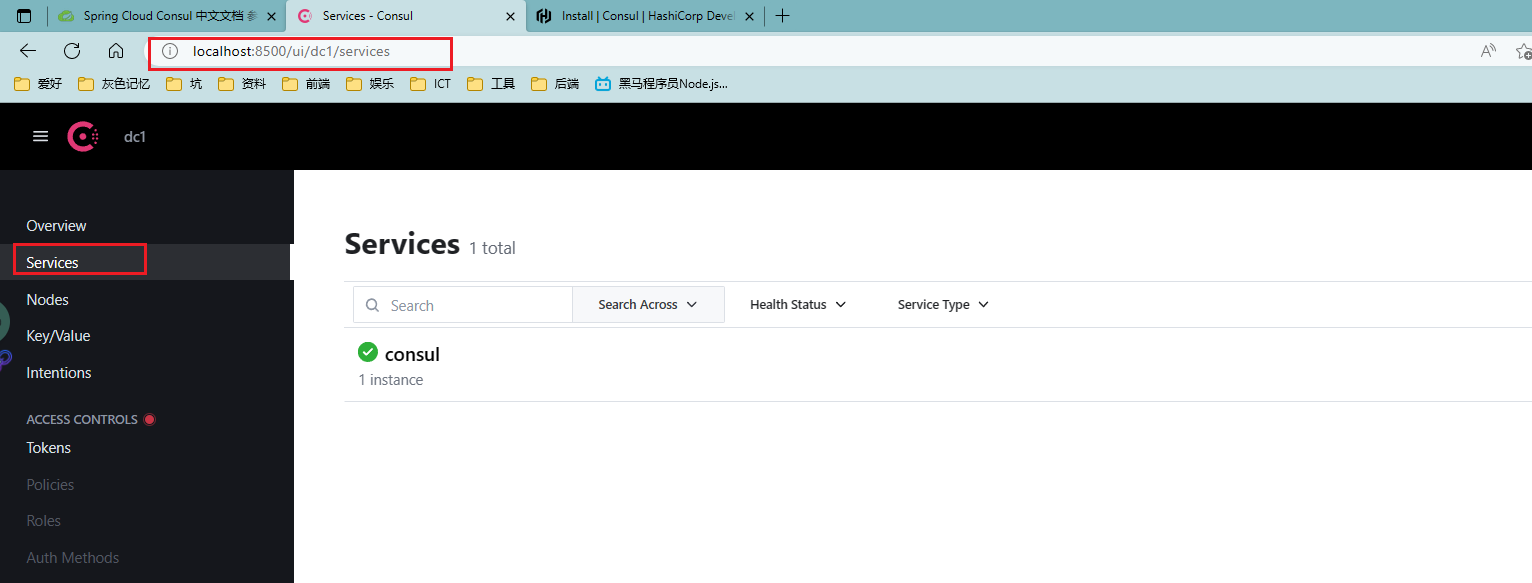 Spring Cloud Consul 中文文档 参
Services - Consul
Install | Consul | HashiCorp Deve
localhost:8500/ui/dc1/services
爱好 灰色记忆 坑 资料 前端 娱乐 ICT 工具 后端 黑马程序员Node.js...
dc1
Overview
Services
Nodes
Key/Value
Intentions
ACCESS CONTROLS
Tokens
Policies
Roles
Auth Methods
Services 1 total
Search Search Across Health Status Service Type
consul
1 instance